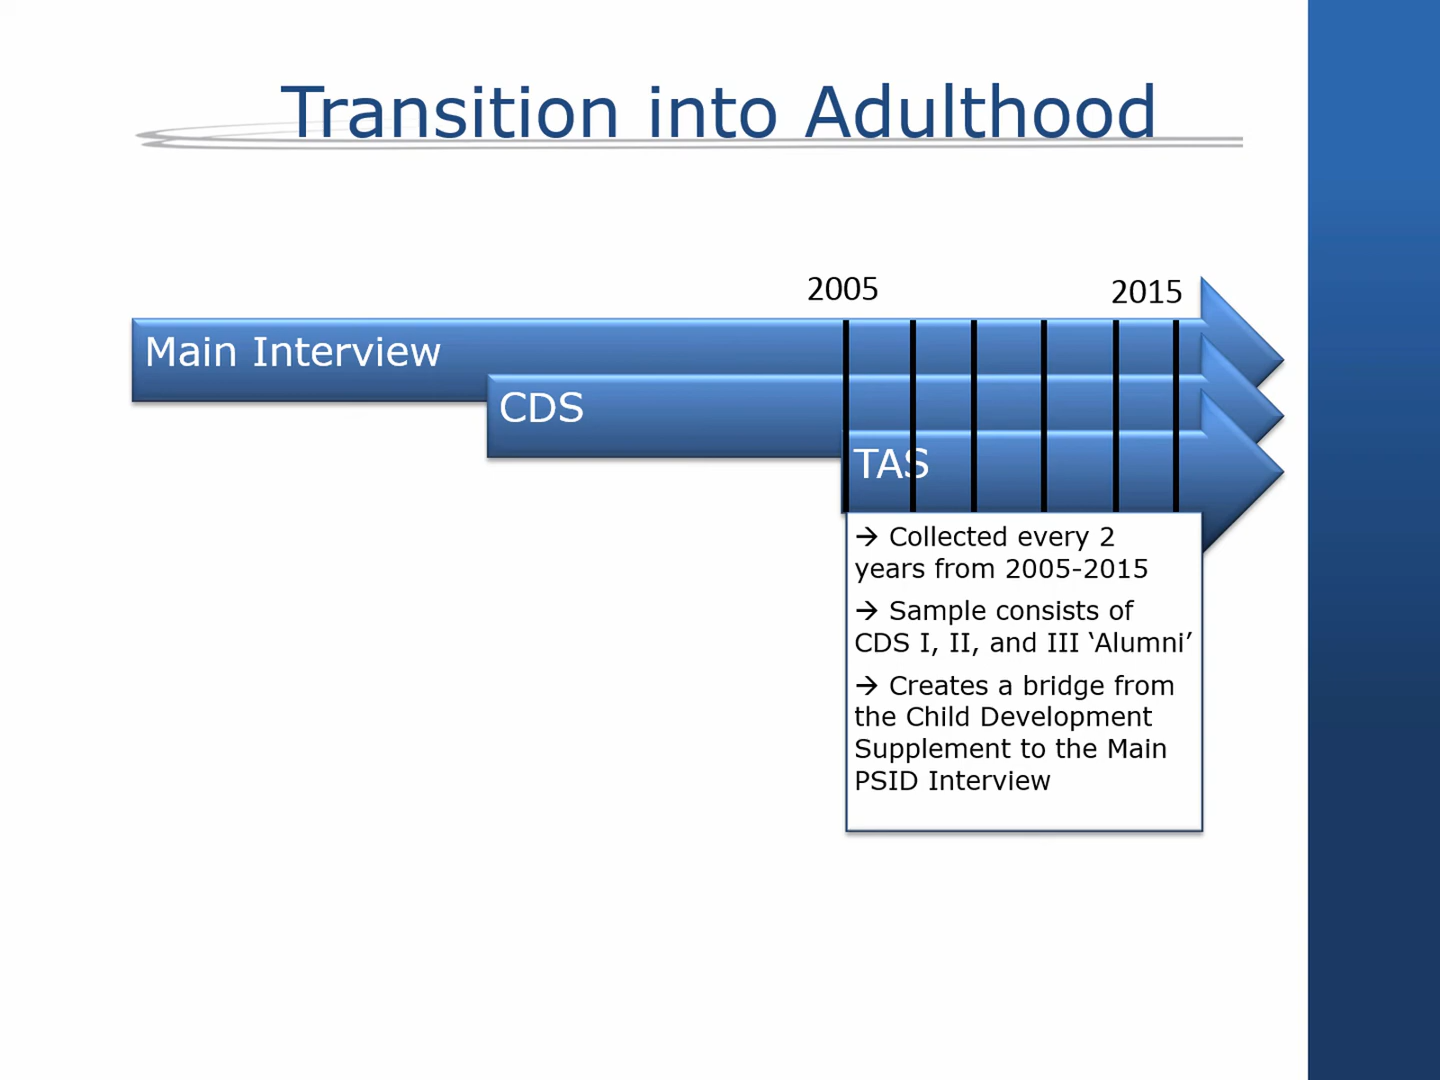 Transition into Adulthood
2005
2015
Main Interview
CDS
TAS
→ Collected every 2
years from 2005-2015
→ Sample consists of
CDS I, II, and III ‘Alumni’
→ Creates a bridge from
the Child Development
Supplement to the Main
PSID Interview